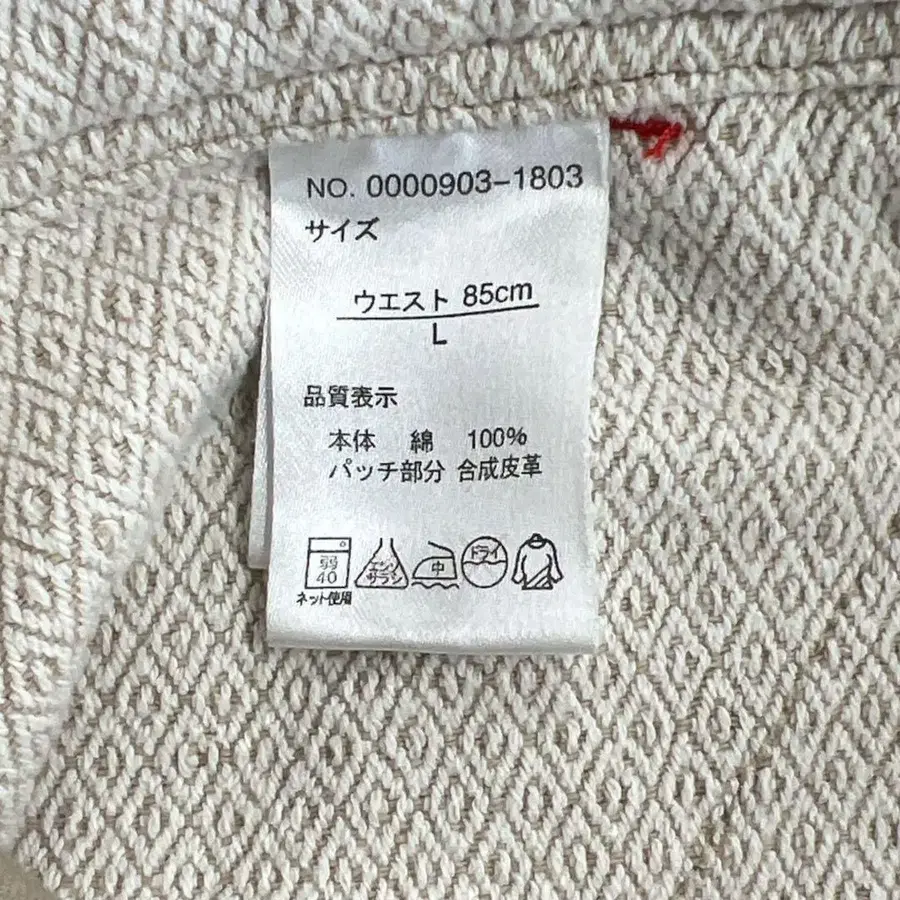 NO. 0000903-1803
サイズ
ウエスト 85cm
L
品質表示
本体 綿 100%
パッチ部分 合成皮革
弱
40
エンソ
サラシ
中
ドライ
ネット使用